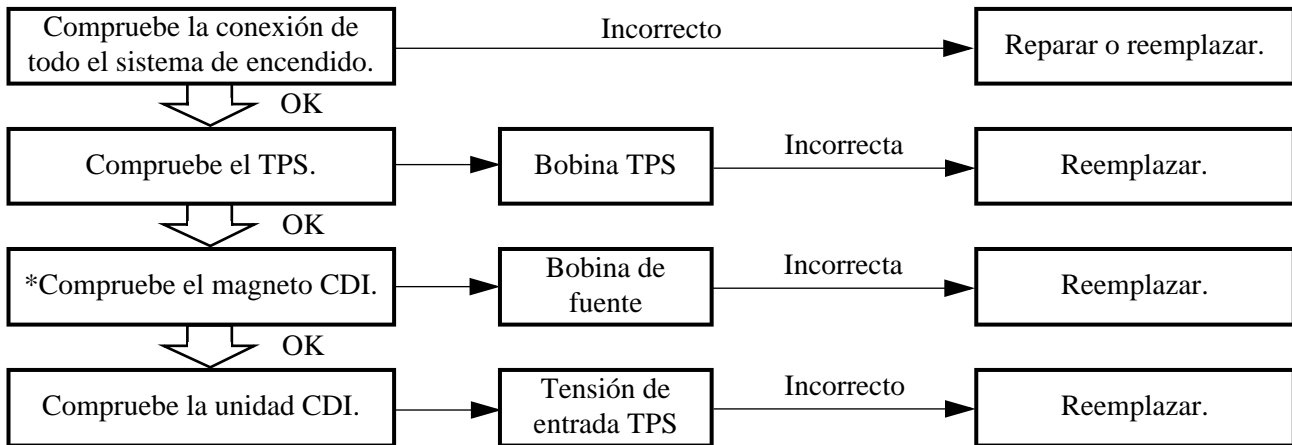 Compruebe la conexión de
todo el sistema de encendido.
Incorrecto
Reparar o reemplazar.
OK
Compruebe el TPS.
Bobina TPS
Incorrecta
Reemplazar.
OK
*Compruebe el magneto CDI.
Bobina de
fuente
Incorrecta
Reemplazar.
OK
Compruebe la unidad CDI.
Tensión de
entrada TPS
Incorrecto
Reemplazar.